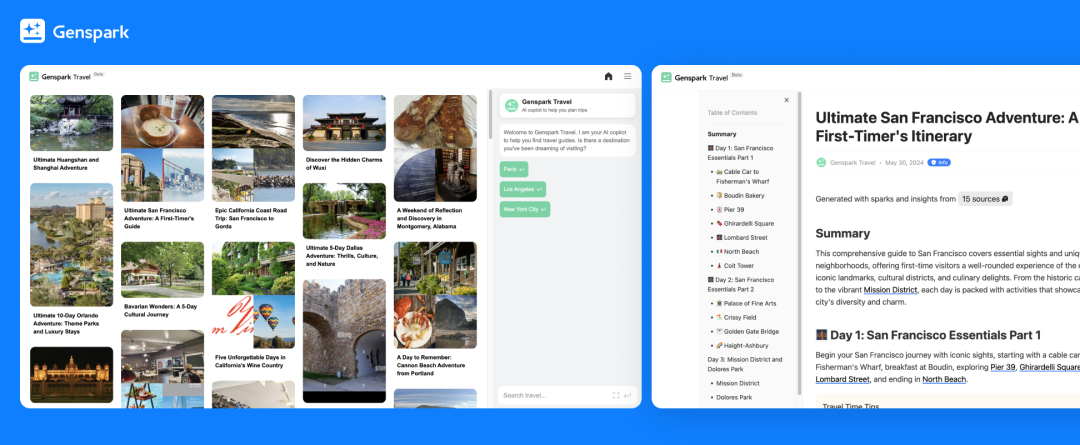 Genspark
Genspark Travel Beta
Ultimate Huangshan and
Shanghai Adventure
Ultimate 10-Day Orlando
Adventure: Theme Parks
and Luxury Stays
Ultimate San Francisco
Adventure: A First-Timer's
Guide
Bavarian Wonders: A 5-Day
Cultural Journey
Epic California Coast Road
Trip: San Francisco to
Gorda
Five Unforgettable Days in
California's Wine Country
Discover the Hidden Charms
of Wuxi
Ultimate 5-Day Dallas
Adventure: Thrills, Culture,
and Nature
A Weekend of Reflection
and Discovery in
Montgomery, Alabama
A Day to Remember:
Cannon Beach Adventure
from Portland
Genspark Travel
AI copilot to help you plan trips
Welcome to Genspark Travel. I am your AI copilot
to help you find travel guides. Is there a destination
you've been dreaming of visiting?
Paris
Los Angeles
New York City
Search travel...
Genspark Travel Beta
Table of Contents
Summary
Day 1: San Francisco
Essentials Part 1
Cable Car to
Fisherman's Wharf
Boudin Bakery
Pier 39
Ghirardelli Square
Lombard Street
North Beach
Coit Tower
Day 2: San Francisco
Essentials Part 2
Palace of Fine Arts
Crissy Field
Golden Gate Bridge
Haight-Ashbury
Day 3: Mission District and
Dolores Park
Mission District
Dolores Park
Ultimate San Francisco Adventure: A
First-Timer's Itinerary
Genspark Travel • May 30, 2024 Info
Generated with sparks and insights from 15 sources
Summary
This comprehensive guide to San Francisco covers essential sights and uniq
neighborhoods, offering first-time visitors a well-rounded experience of the c
iconic landmarks, cultural districts, and culinary delights. From the historic ca
to the vibrant Mission District, each day is packed with activities that showca
city's diversity and charm.
Day 1: San Francisco Essentials Part 1
Begin your San Francisco journey with iconic sights, starting with a cable car
Fisherman's Wharf, breakfast at Boudin, exploring Pier 39, Ghirardelli Square
Lombard Street, and ending in North Beach.
Travel Time Tips